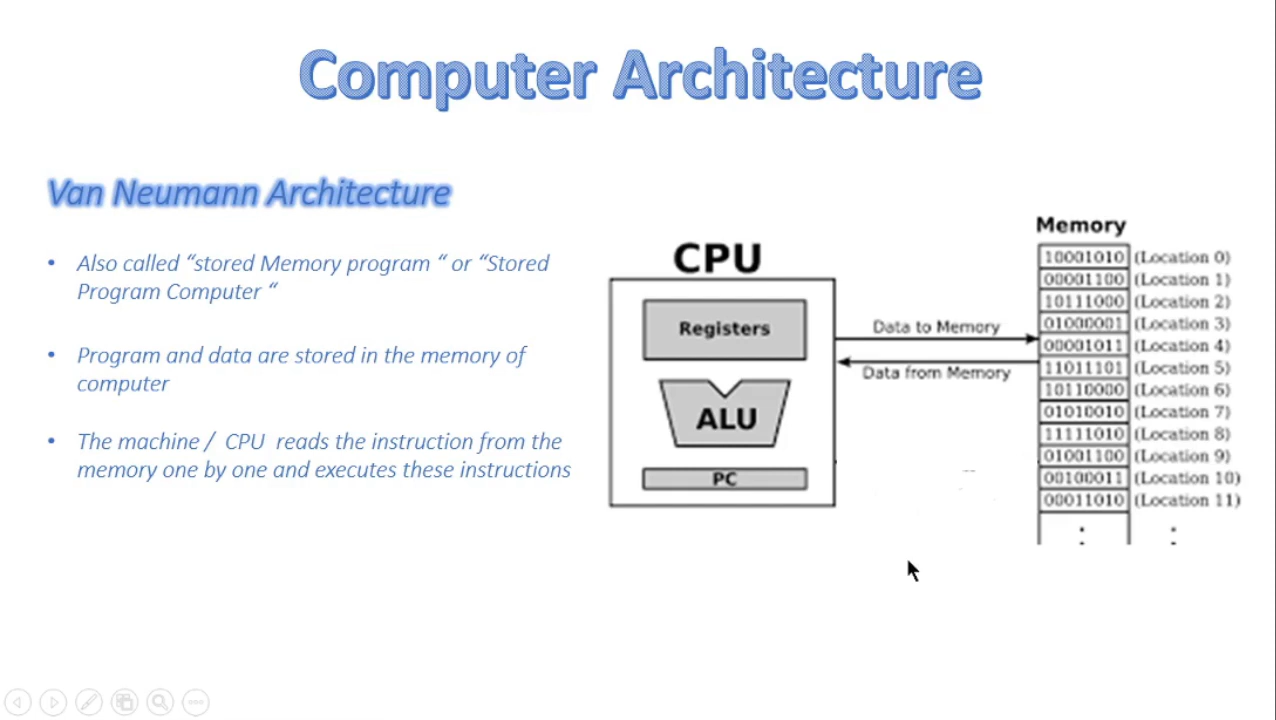 Computer Architecture
Van Neumann Architecture
• Also called “stored Memory program “ or “Stored
Program Computer “
• Program and data are stored in the memory of
computer
• The machine / CPU reads the instruction from the
memory one by one and executes these instructions
CPU
Registers
ALU
PC
Data to Memory
Data from Memory
Memory
10001010 (Location 0)
00001100 (Location 1)
10111000 (Location 2)
01000001 (Location 3)
00001011 (Location 4)
11011101 (Location 5)
10110000 (Location 6)
01010010 (Location 7)
11111010 (Location 8)
01001100 (Location 9)
00100011 (Location 10)
00011010 (Location 11)